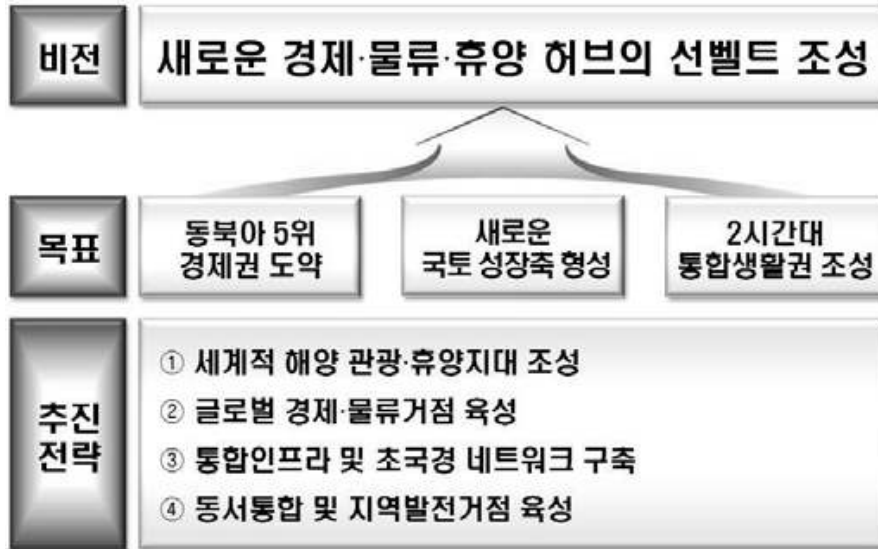 비전
새로운 경제·물류·휴양 허브의 선벨트 조성
목표
동북아 5위
경제권 도약
새로운
국토 성장축 형성
2시간대
통합생활권 조성
추진
전략
① 세계적 해양 관광·휴양지대 조성
② 글로벌 경제·물류거점 육성
③ 통합인프라 및 초국경 네트워크 구축
④ 동서통합 및 지역발전거점 육성